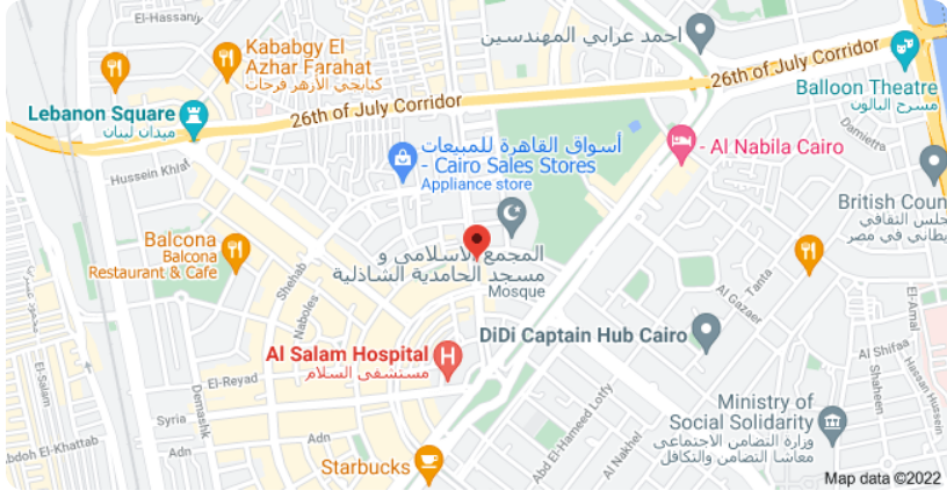 El-Hassaniy
Kababgy El
Azhar Farahat
كبابجي الأزهر فرحات
احمد عرابي المهندسين
26th of July Corridor
Balloon Theatre
مسرح البالون
Lebanon Square
ميدان لبنان
26th of July Corridor
Damietta
أسواق القاهرة للمبيعات
- Cairo Sales Stores
Appliance store
- Al Nabila Cairo
Hussein Khlaf
British Coun
جلس الثقافي
يطاني في مصر
Balcona
Balcona
Restaurant & Cafe
المجمع الاسلامي و
مسجد الحامدية الشاذلية
Mosque
Shehab
Naboles
Tanta
Al Gazaer
El-Amal
DiDi Captain Hub Cairo
Al Salam Hospital
مستشفى السلام
Al Shifaa
El-Reyad
El-Salam
Demashk
Syria
Shaheen
Hassan Hussein
Ministry of
Social Solidarity
وزارة التضامن الاجتماعي
معاشا التضامن والتكافل
Abd El-Hameed Lotfy
Al Nakhel
Adn
Adn
bdoh El-Khattab
Starbucks
Map data ©2022